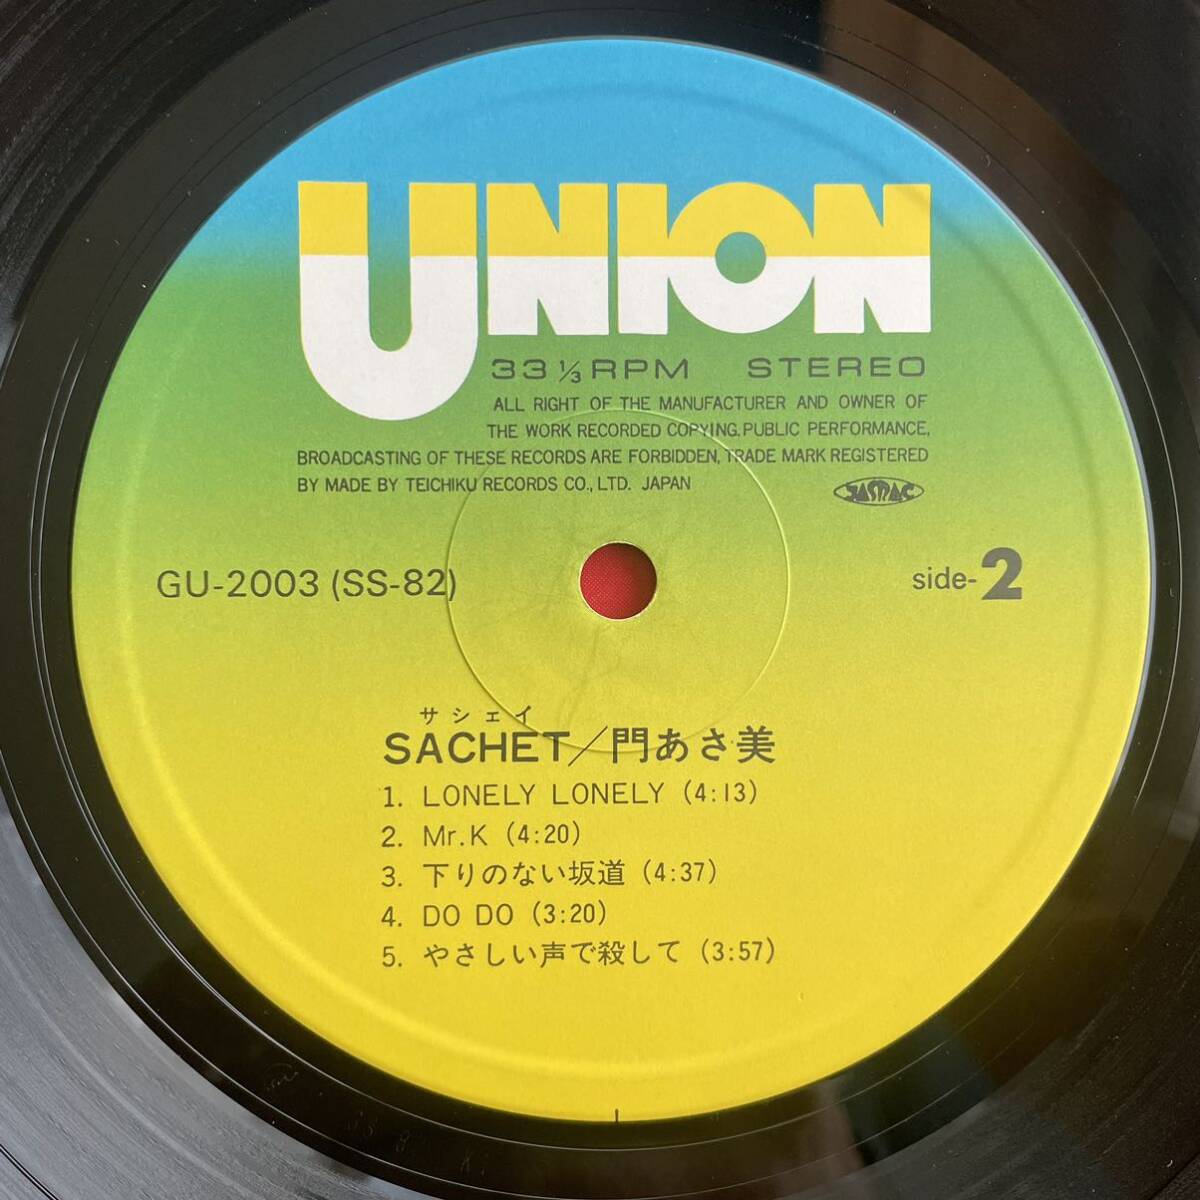 UNION
33 1/3 RPM STEREO
ALL RIGHT OF THE MANUFACTURER AND OWNER OF
THE WORK RECORDED COPYING. PUBLIC PERFORMANCE,
BROADCASTING OF THESE RECORDS ARE FORBIDDEN, TRADE MARK REGISTERED
BY MADE BY TEICHIKU RECORDS CO., LTD. JAPAN
JASRAC
GU-2003 (SS-82)
side-2
サシェイ
SACHET/門あさ美
1. LONELY LONELY (4:13)
2. Mr.K (4:20)
3. 下りのない坂道 (4:37)
4. DO DO (3:20)
5. やさしい声で殺して (3:57)